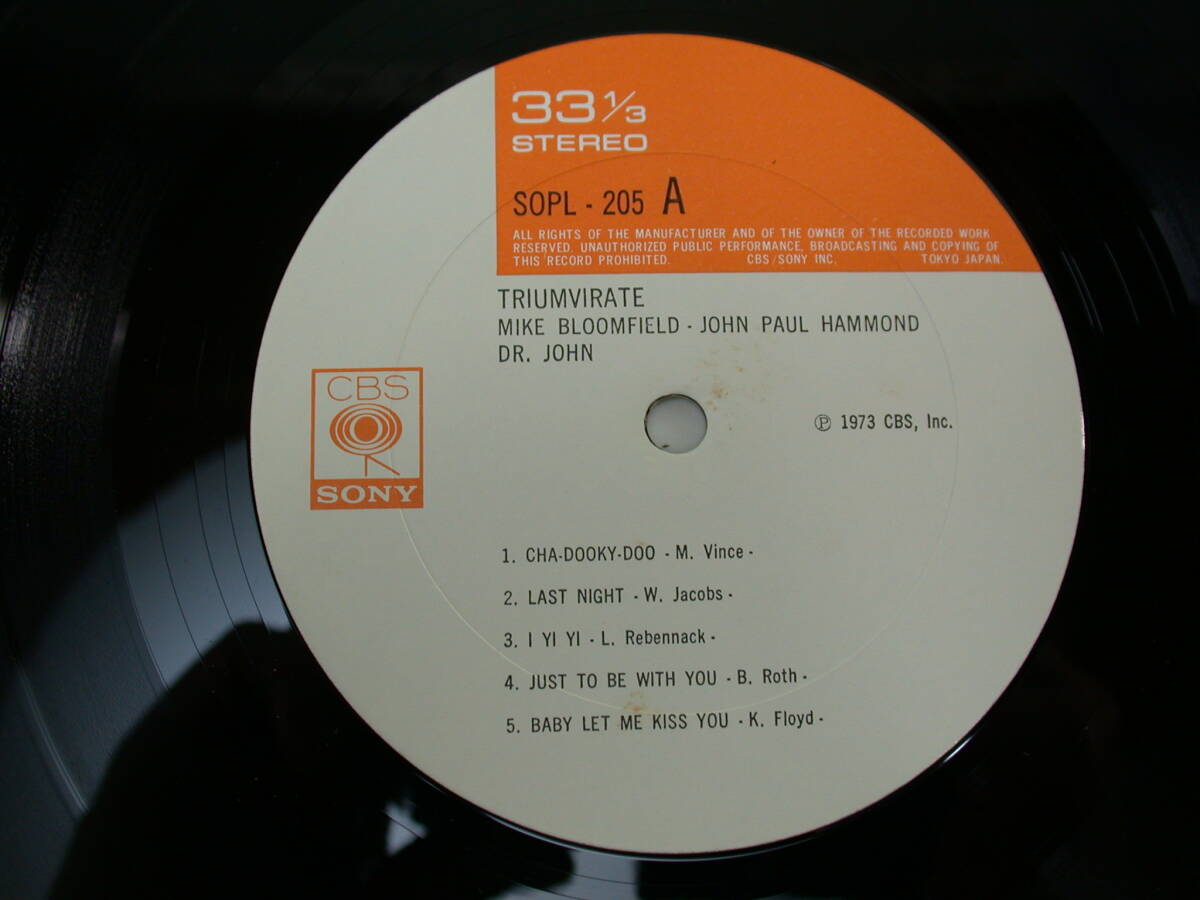 33 1/3
STEREO
SOPL - 205 A
ALL RIGHTS OF THE MANUFACTURER AND OF THE OWNER OF THE RECORDED WORK
RESERVED. UNAUTHORIZED PUBLIC PERFORMANCE, BROADCASTING AND COPYING OF
THIS RECORD PROHIBITED. CBS/SONY INC. TOKYO JAPAN.
TRIUMVIRATE
MIKE BLOOMFIELD - JOHN PAUL HAMMOND
DR. JOHN
CBS
SONY
℗ 1973 CBS, Inc.
1. CHA-DOOKY-DOO - M. Vince -
2. LAST NIGHT - W. Jacobs -
3. I YI YI - L. Rebennack -
4. JUST TO BE WITH YOU - B. Roth -
5. BABY LET ME KISS YOU - K. Floyd -